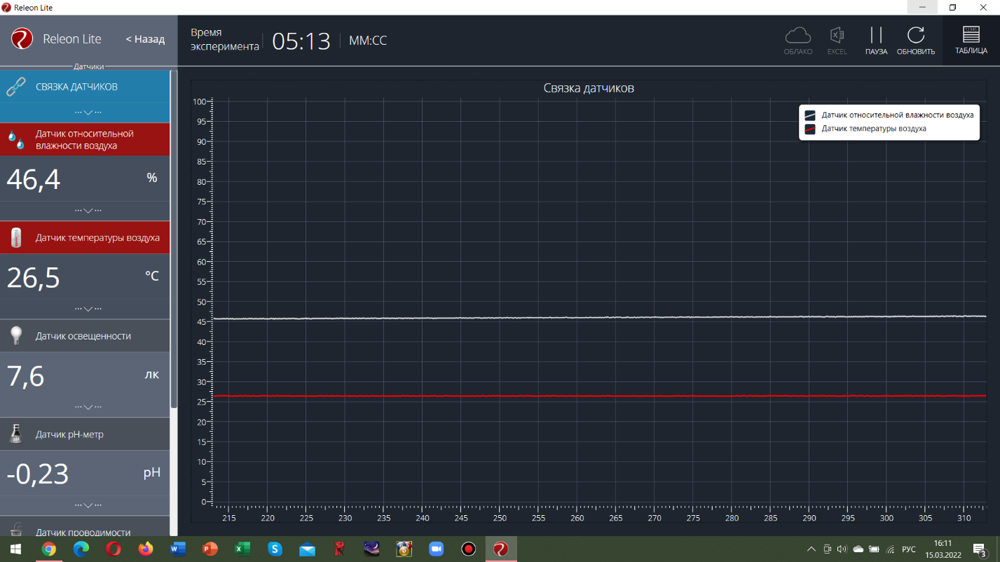 Releon Lite
Releon Lite
< Назад
Время
эксперимента
05:13
ММ:СС
ОБЛАКО
EXCEL
ПАУЗА
ОБНОВИТЬ
12345
ТАБЛИЦА
Датчики
СВЯЗКА ДАТЧИКОВ
Датчик относительной
влажности воздуха
46,4
%
Датчик температуры воздуха
26,5
°C
Датчик освещенности
7,6
лк
pH
Датчик pH-метр
-0,23
pH
Датчик проводимости
Связка датчиков
Датчик относительной влажности воздуха
Датчик температуры воздуха
100
95
90
85
80
75
70
65
60
55
50
45
40
35
30
25
20
15
10
5
0
215 220 225 230 235 240 245 250 255 260 265 270 275 280 285 290 295 300 305 310
РУС
16:11
15.03.2022
3